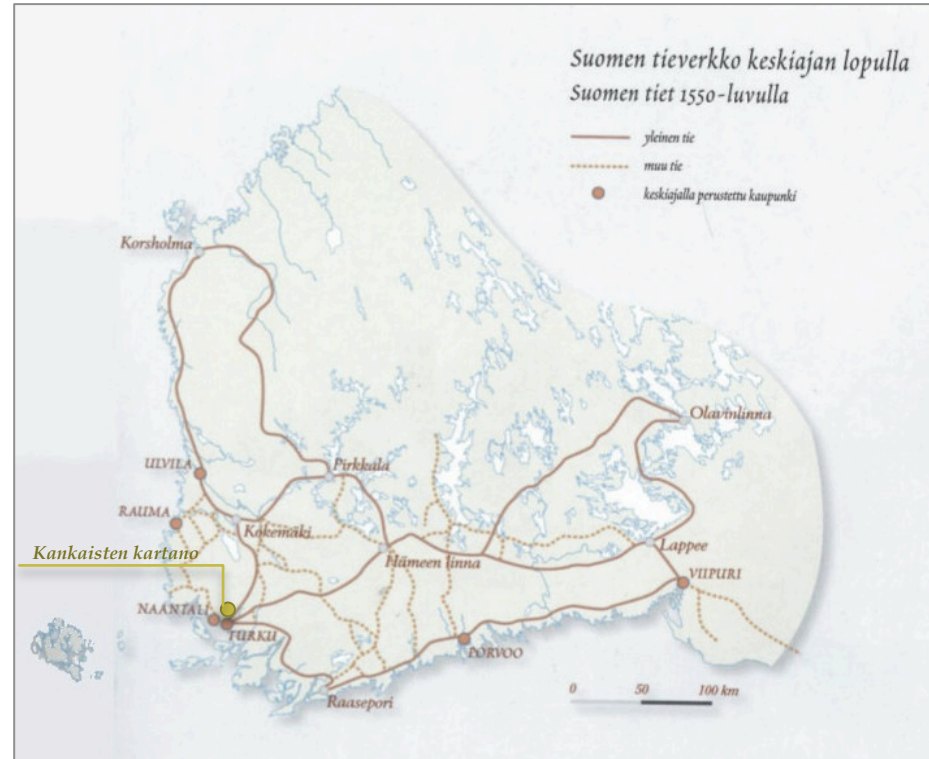 Suomen tieverkko keskiajan lopulla
Suomen tiet 1550-luvulla
yleinen tie
muu tie
keskiajalla perustettu kaupunki
Korsholma
Olavinlinna
ULVILA
Pirkkala
RAUMA
Kokemäki
Kankaisten kartano
Hämeen linna
Lappee
VIIPURI
NAANTALI
TURKU
PORVOO
Raasepori
0 50 100 km